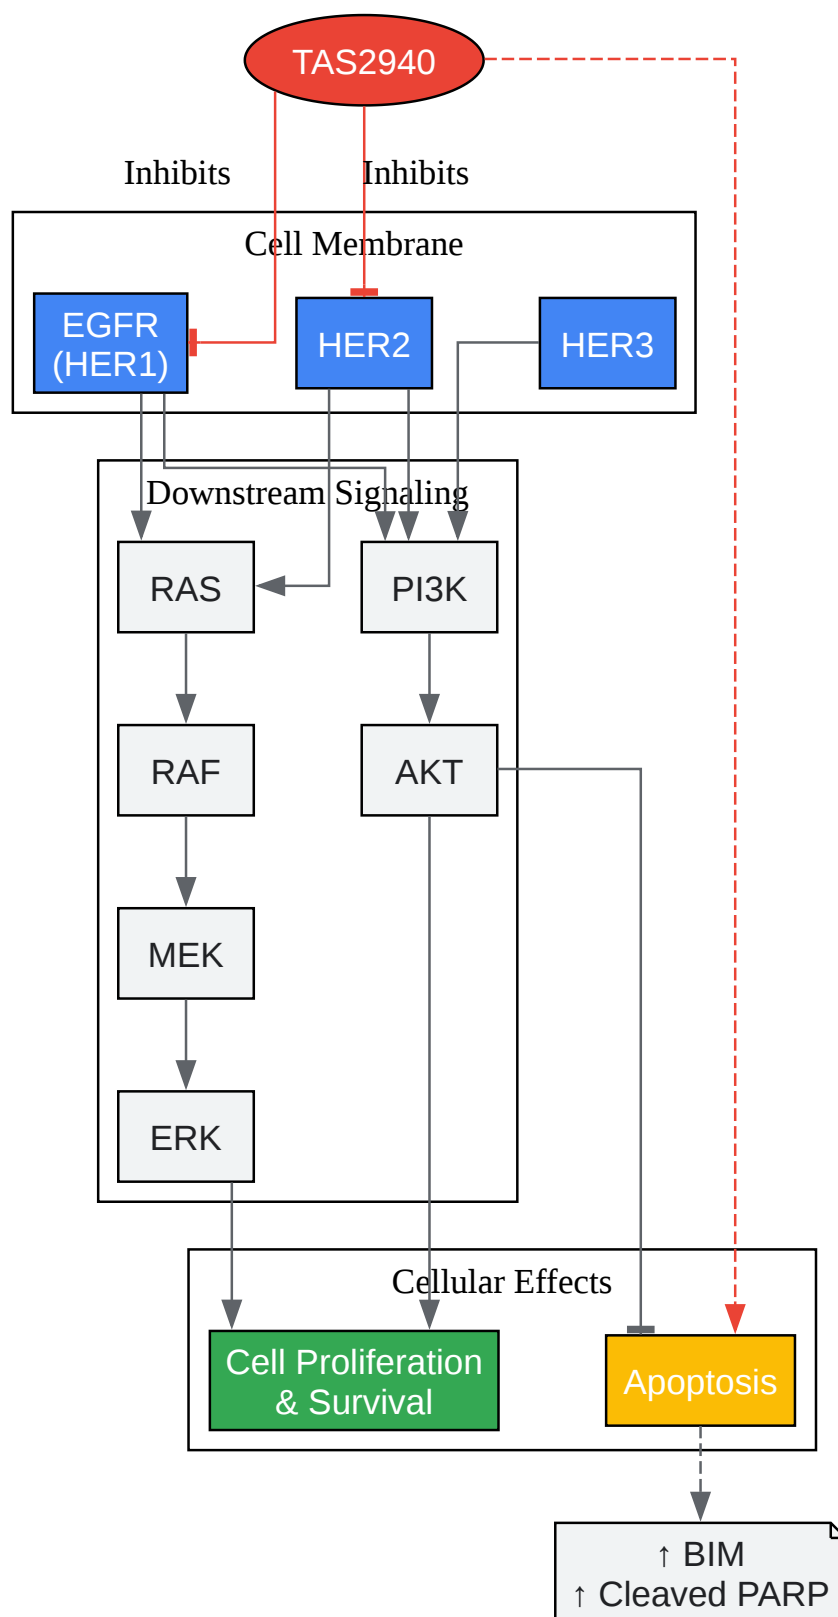 TAS2940
Inhibits
Inhibits
Cell Membrane
EGFR
(HER1)
HER2
HER3
Downstream Signaling
RAS
PI3K
RAF
AKT
MEK
ERK
Cellular Effects
Cell Proliferation
& Survival
Apoptosis
↑ BIM
↑ Cleaved PARP